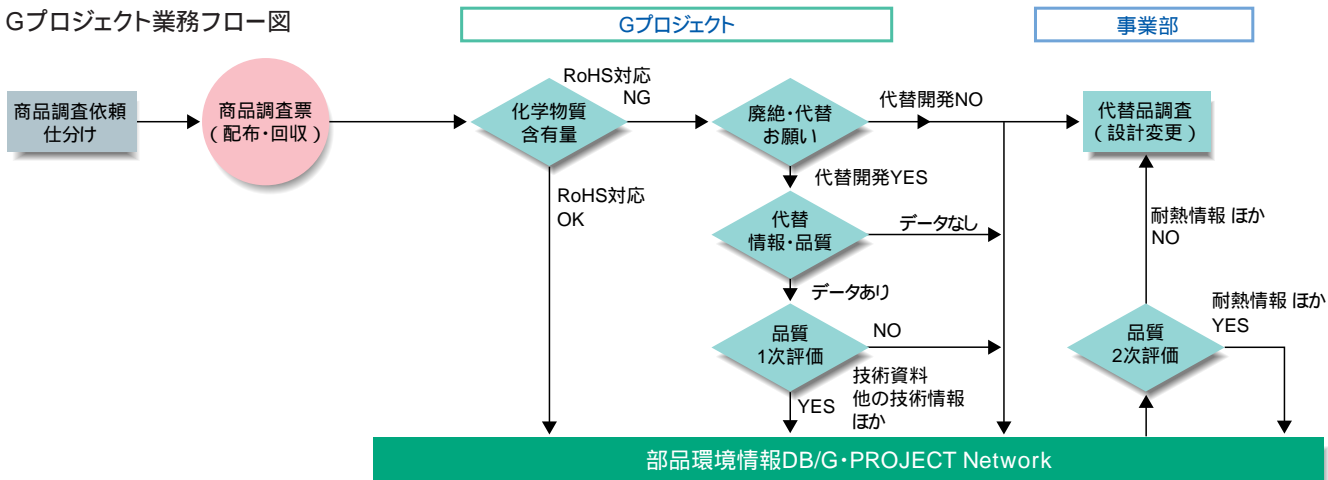 Gプロジェクト業務フロー図
Gプロジェクト
事業部
商品調査依頼
仕分け
商品調査票
(配布・回収)
化学物質
含有量
RoHS対応
NG
RoHS対応
OK
廃絶・代替
お願い
代替開発NO
代替開発YES
代替
情報・品質
データなし
データあり
品質
1次評価
NO
YES
技術資料
他の技術情報
ほか
代替品調査
(設計変更)
耐熱情報 ほか
NO
品質
2次評価
耐熱情報 ほか
YES
部品環境情報DB/G・PROJECT Network